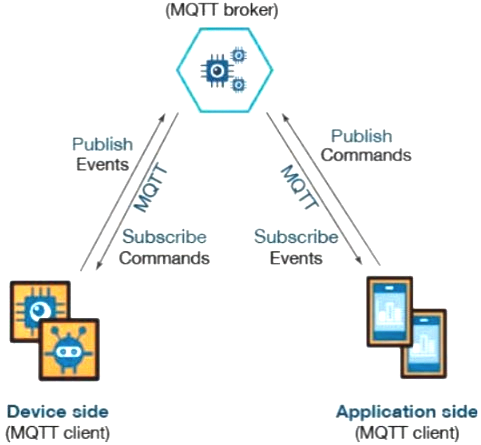 (MQTT broker)
Publish
Events
MQTT
Subscribe
Commands
Publish
Commands
MQTT
Subscribe
Events
Device side
(MQTT client)
Application side
(MQTT client)